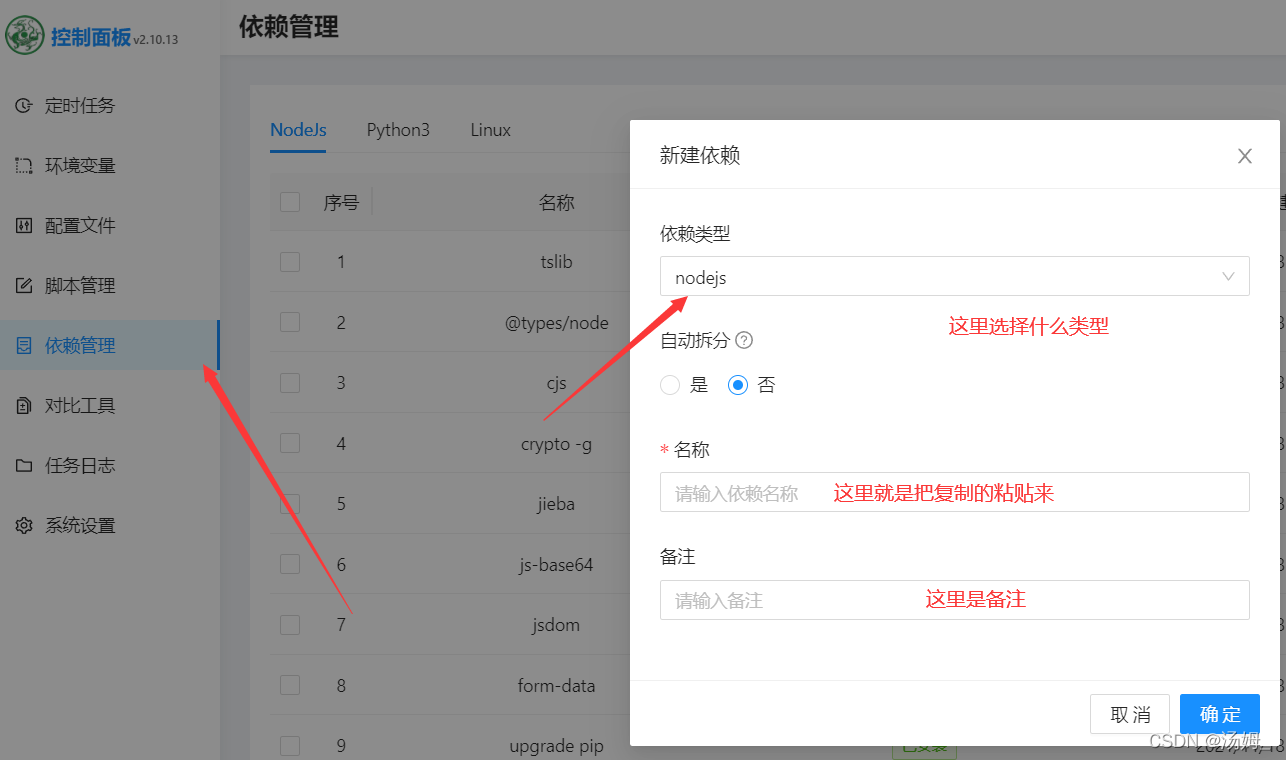 控制面板 v2.10.13
依赖管理
定时任务
环境变量
配置文件
脚本管理
依赖管理
对比工具
任务日志
系统设置
NodeJs Python3 Linux
序号 名称
1 tslib
2 @types/node
3 cjs
4 crypto -g
5 jieba
6 js-base64
7 jsdom
8 form-data
9 upgrade pip
新建依赖
依赖类型
nodejs
这里选择什么类型
自动拆分
是 否
* 名称
请输入依赖名称 这里就是把复制的粘贴来
备注
请输入备注 这里是备注
取 消 确 定
已安装
CSDN @汤姆